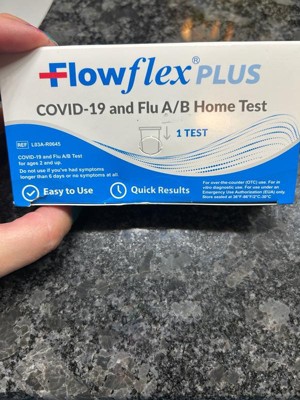 Flowflex® PLUS
COVID-19 and Flu A/B Home Test
1 TEST
REF L03A-R0645
COVID-19 and Flu A/B Test
for ages 2 and up.
Do not use if you've had symptoms
longer than 6 days or no symptoms at all.
Easy to Use
Quick Results
For over-the-counter (OTC) use For in
vitro diagnostic use. For use under an
Emergency Use Authorization (EUA) only.
Store sealed at 36°F-86°F/2°C-30°C